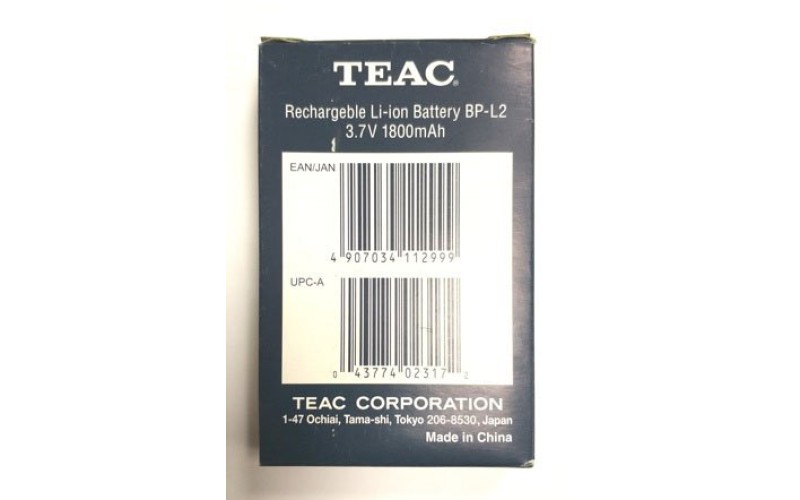 TEAC®
Rechargeble Li-ion Battery BP-L2
3.7V 1800mAh
EAN/JAN
4 907034 112999
UPC-A
0 43774 02317 2
TEAC CORPORATION
1-47 Ochiai, Tama-shi, Tokyo 206-8530, Japan
Made in China